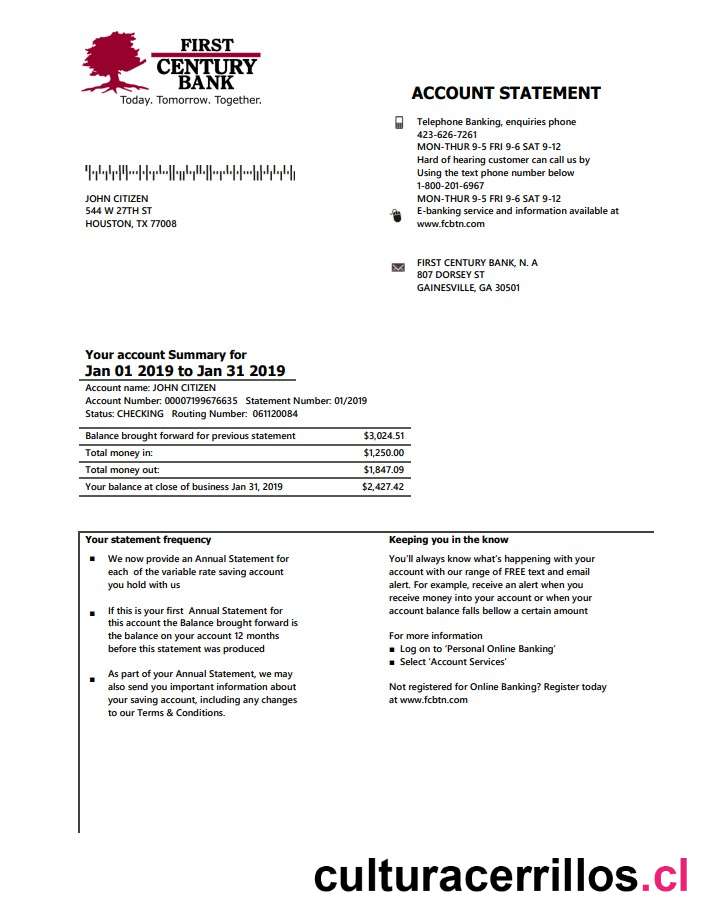 FIRST
CENTURY
BANK
Today. Tomorrow. Together.
ACCOUNT STATEMENT
Telephone Banking, enquiries phone
423-626-7261
MON-THUR 9-5 FRI 9-6 SAT 9-12
Hard of hearing customer can call us by
Using the text phone number below
1-800-201-6967
MON-THUR 9-5 FRI 9-6 SAT 9-12
E-banking service and information available at
www.fcbtn.com
JOHN CITIZEN
544 W 27TH ST
HOUSTON, TX 77008
FIRST CENTURY BANK, N. A
807 DORSEY ST
GAINESVILLE, GA 30501
Your account Summary for
Jan 01 2019 to Jan 31 2019
Account name: JOHN CITIZEN
Account Number: 00007199676635 Statement Number: 01/2019
Status: CHECKING Routing Number: 061120084
Balance brought forward for previous statement $3,024.51
Total money in: $1,250.00
Total money out: $1,847.09
Your balance at close of business Jan 31, 2019 $2,427.42
Your statement frequency
■ We now provide an Annual Statement for
each of the variable rate saving account
you hold with us
■ If this is your first Annual Statement for
this account the Balance brought forward is
the balance on your account 12 months
before this statement was produced
■ As part of your Annual Statement, we may
also send you important information about
your saving account, including any changes
to our Terms & Conditions.
Keeping you in the know
You'll always know what's happening with your
account with our range of FREE text and email
alert. For example, receive an alert when you
receive money into your account or when your
account balance falls bellow a certain amount
For more information
■ Log on to 'Personal Online Banking'
■ Select 'Account Services'
Not registered for Online Banking? Register today
at www.fcbtn.com
culturacerrillos.cl